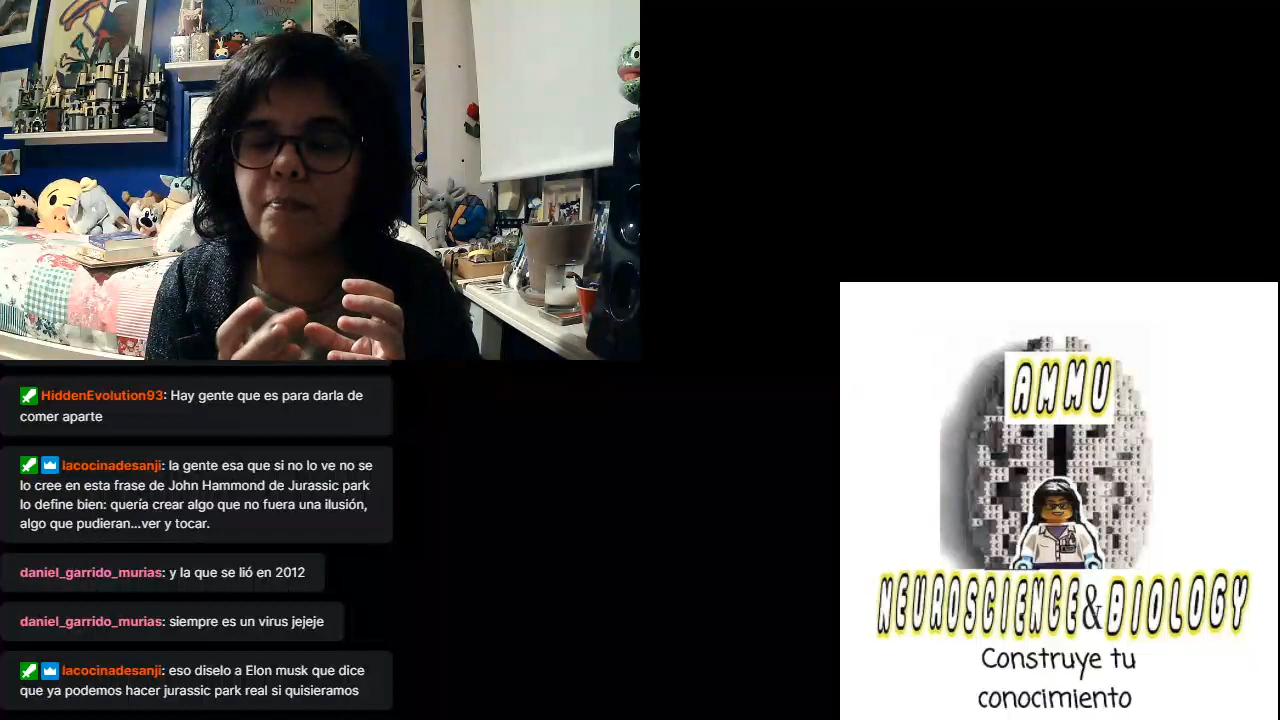 HiddenEvolution93: Hay gente que es para darla de
comer aparte
lacocinadesanji: la gente esa que si no lo ve no se
lo cree en esta frase de John Hammond de Jurassic park
lo define bien: quería crear algo que no fuera una ilusión,
algo que pudieran...ver y tocar.
daniel_garrido_murias: y la que se lió en 2012
daniel_garrido_murias: siempre es un virus jejeje
lacocinadesanji: eso diselo a Elon musk que dice
que ya podemos hacer jurassic park real si quisieramos
AMMU
NEUROSCIENCE&BIOLOGY
Construye tu
conocimiento